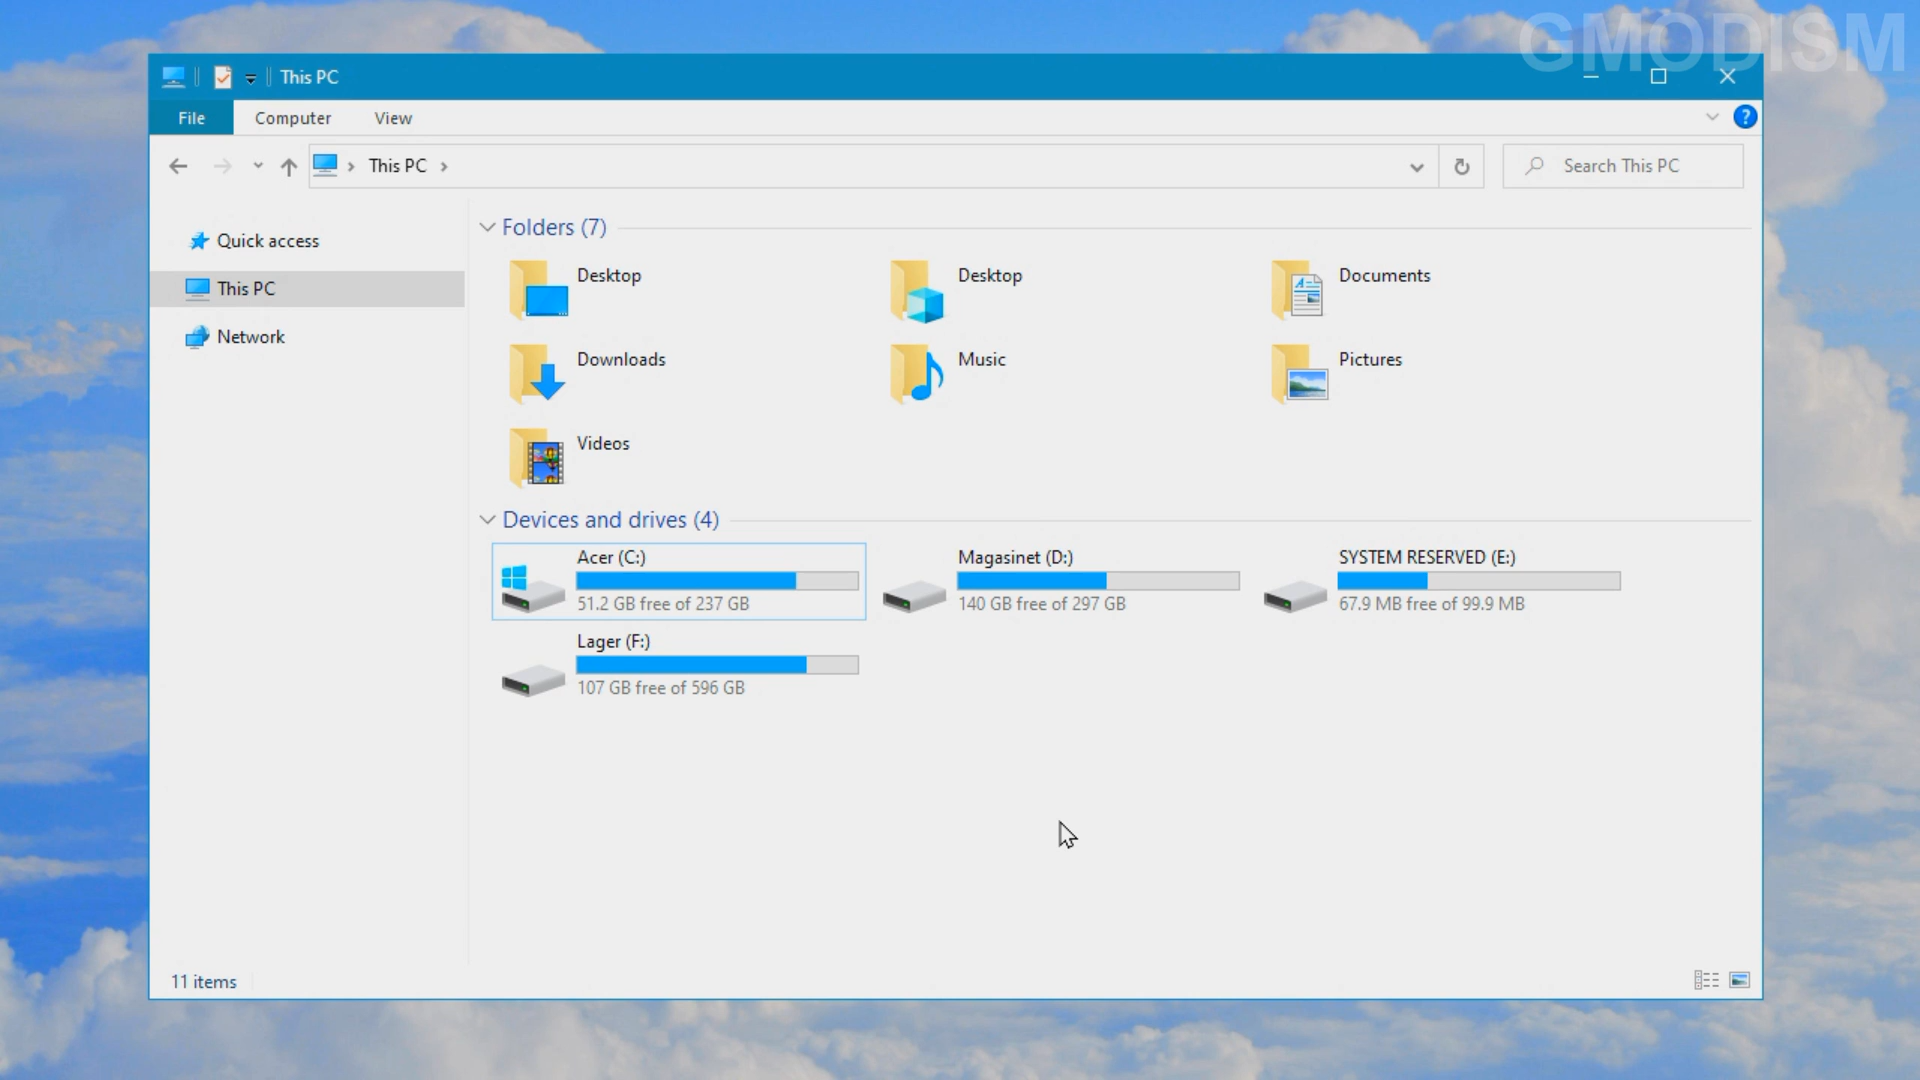 GMODISM
This PC
File Computer View
This PC
Search This PC
Quick access
This PC
Network
Folders (7)
Desktop
Desktop
Documents
Downloads
Music
Pictures
Videos
Devices and drives (4)
Acer (C:)
51.2 GB free of 237 GB
Magasinet (D:)
140 GB free of 297 GB
SYSTEM RESERVED (E:)
67.9 MB free of 99.9 MB
Lager (F:)
107 GB free of 596 GB
11 items